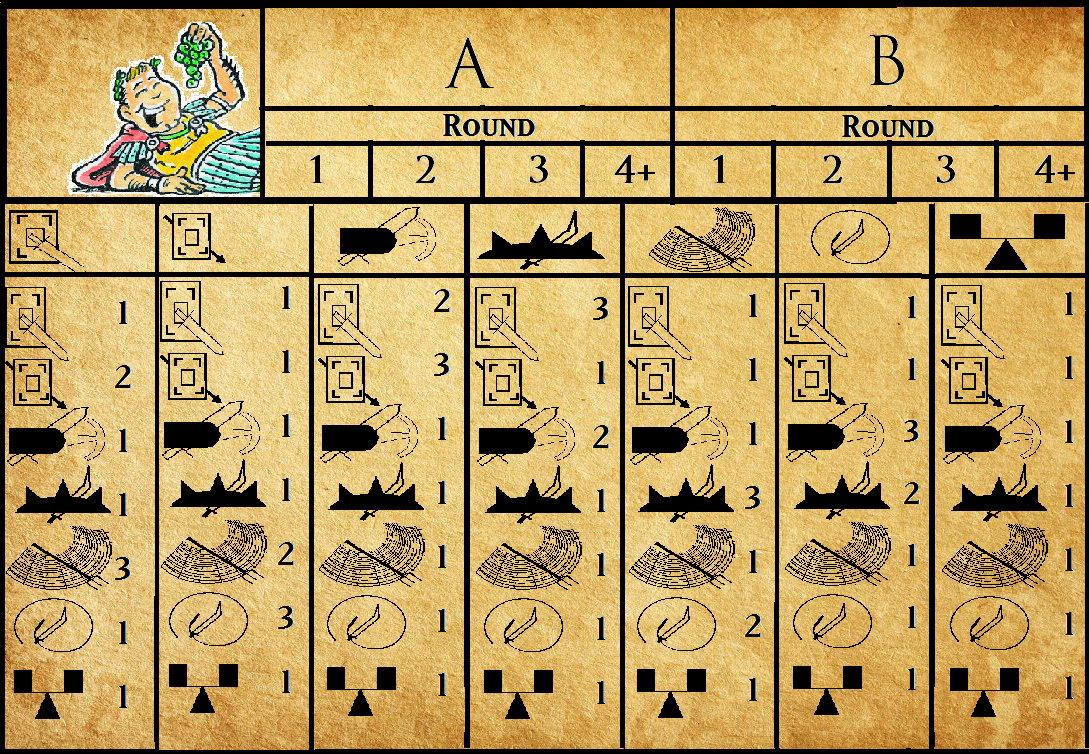 A B
ROUND ROUND
1 2 3 4+ 1 2 3 4+
1 1 2 3 1 1 1
2 1 3 1 1 1 1
1 1 1 2 1 3 1
1 1 1 1 3 2 1
3 2 1 1 1 1 1
1 3 1 1 2 1 1
1 1 1 1 1 1 1